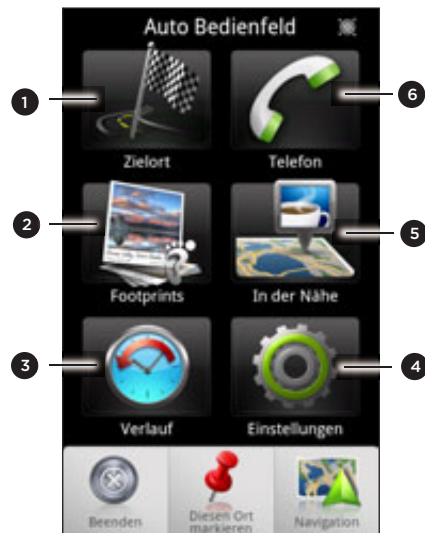 Auto Bedienfeld
1
6
Zielort
Telefon
2
5
Footprints
In der Nähe
3
4
Verlauf
Einstellungen
Beenden
Diesen Ort
markieren
Navigation